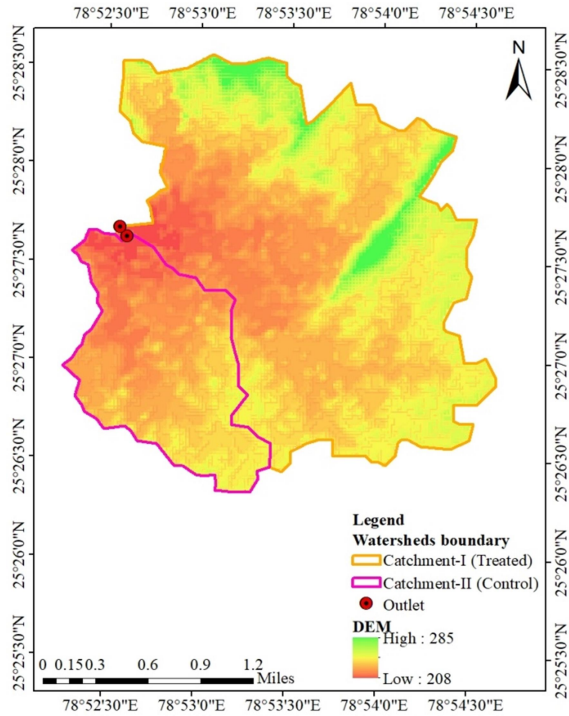 78°52'30"E 78°53'0"E 78°53'30"E 78°54'0"E 78°54'30"E
N
25°28'30"N 25°28'30"N
25°28'0"N 25°28'0"N
25°27'30"N 25°27'30"N
25°27'0"N 25°27'0"N
25°26'30"N 25°26'30"N
25°26'0"N 25°26'0"N
25°25'30"N 25°25'30"N
Legend
Watersheds boundary
Catchment-I (Treated)
Catchment-II (Control)
Outlet
DEM
High : 285
Low : 208
0 0.15 0.3 0.6 0.9 1.2
Miles
78°52'30"E 78°53'0"E 78°53'30"E 78°54'0"E 78°54'30"E